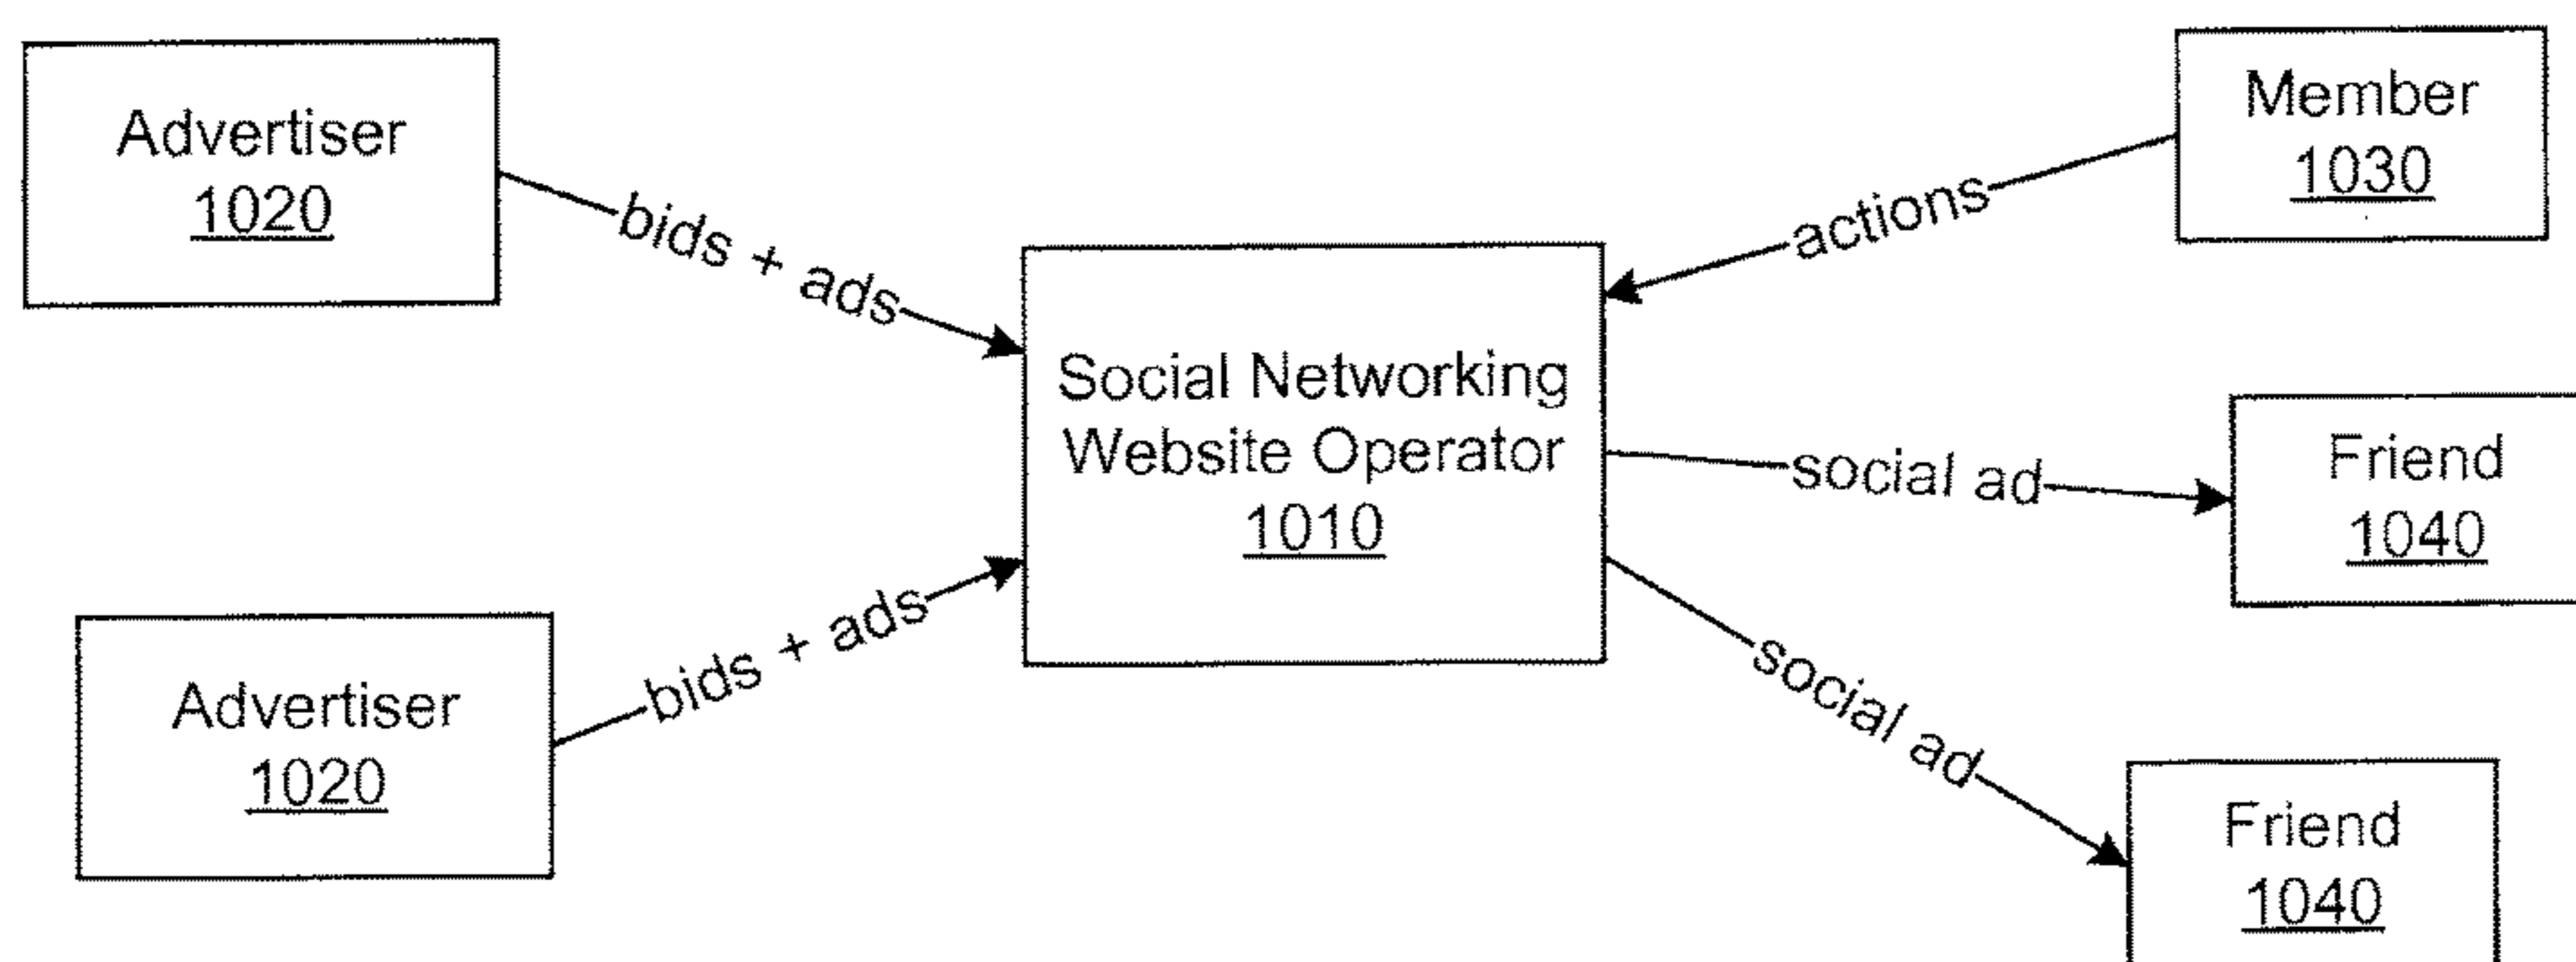 Advertiser
1020
bids + ads
Advertiser
1020
bids + ads
Social Networking
Website Operator
1010
Member
1030
actions
social ad
Friend
1040
social ad
Friend
1040